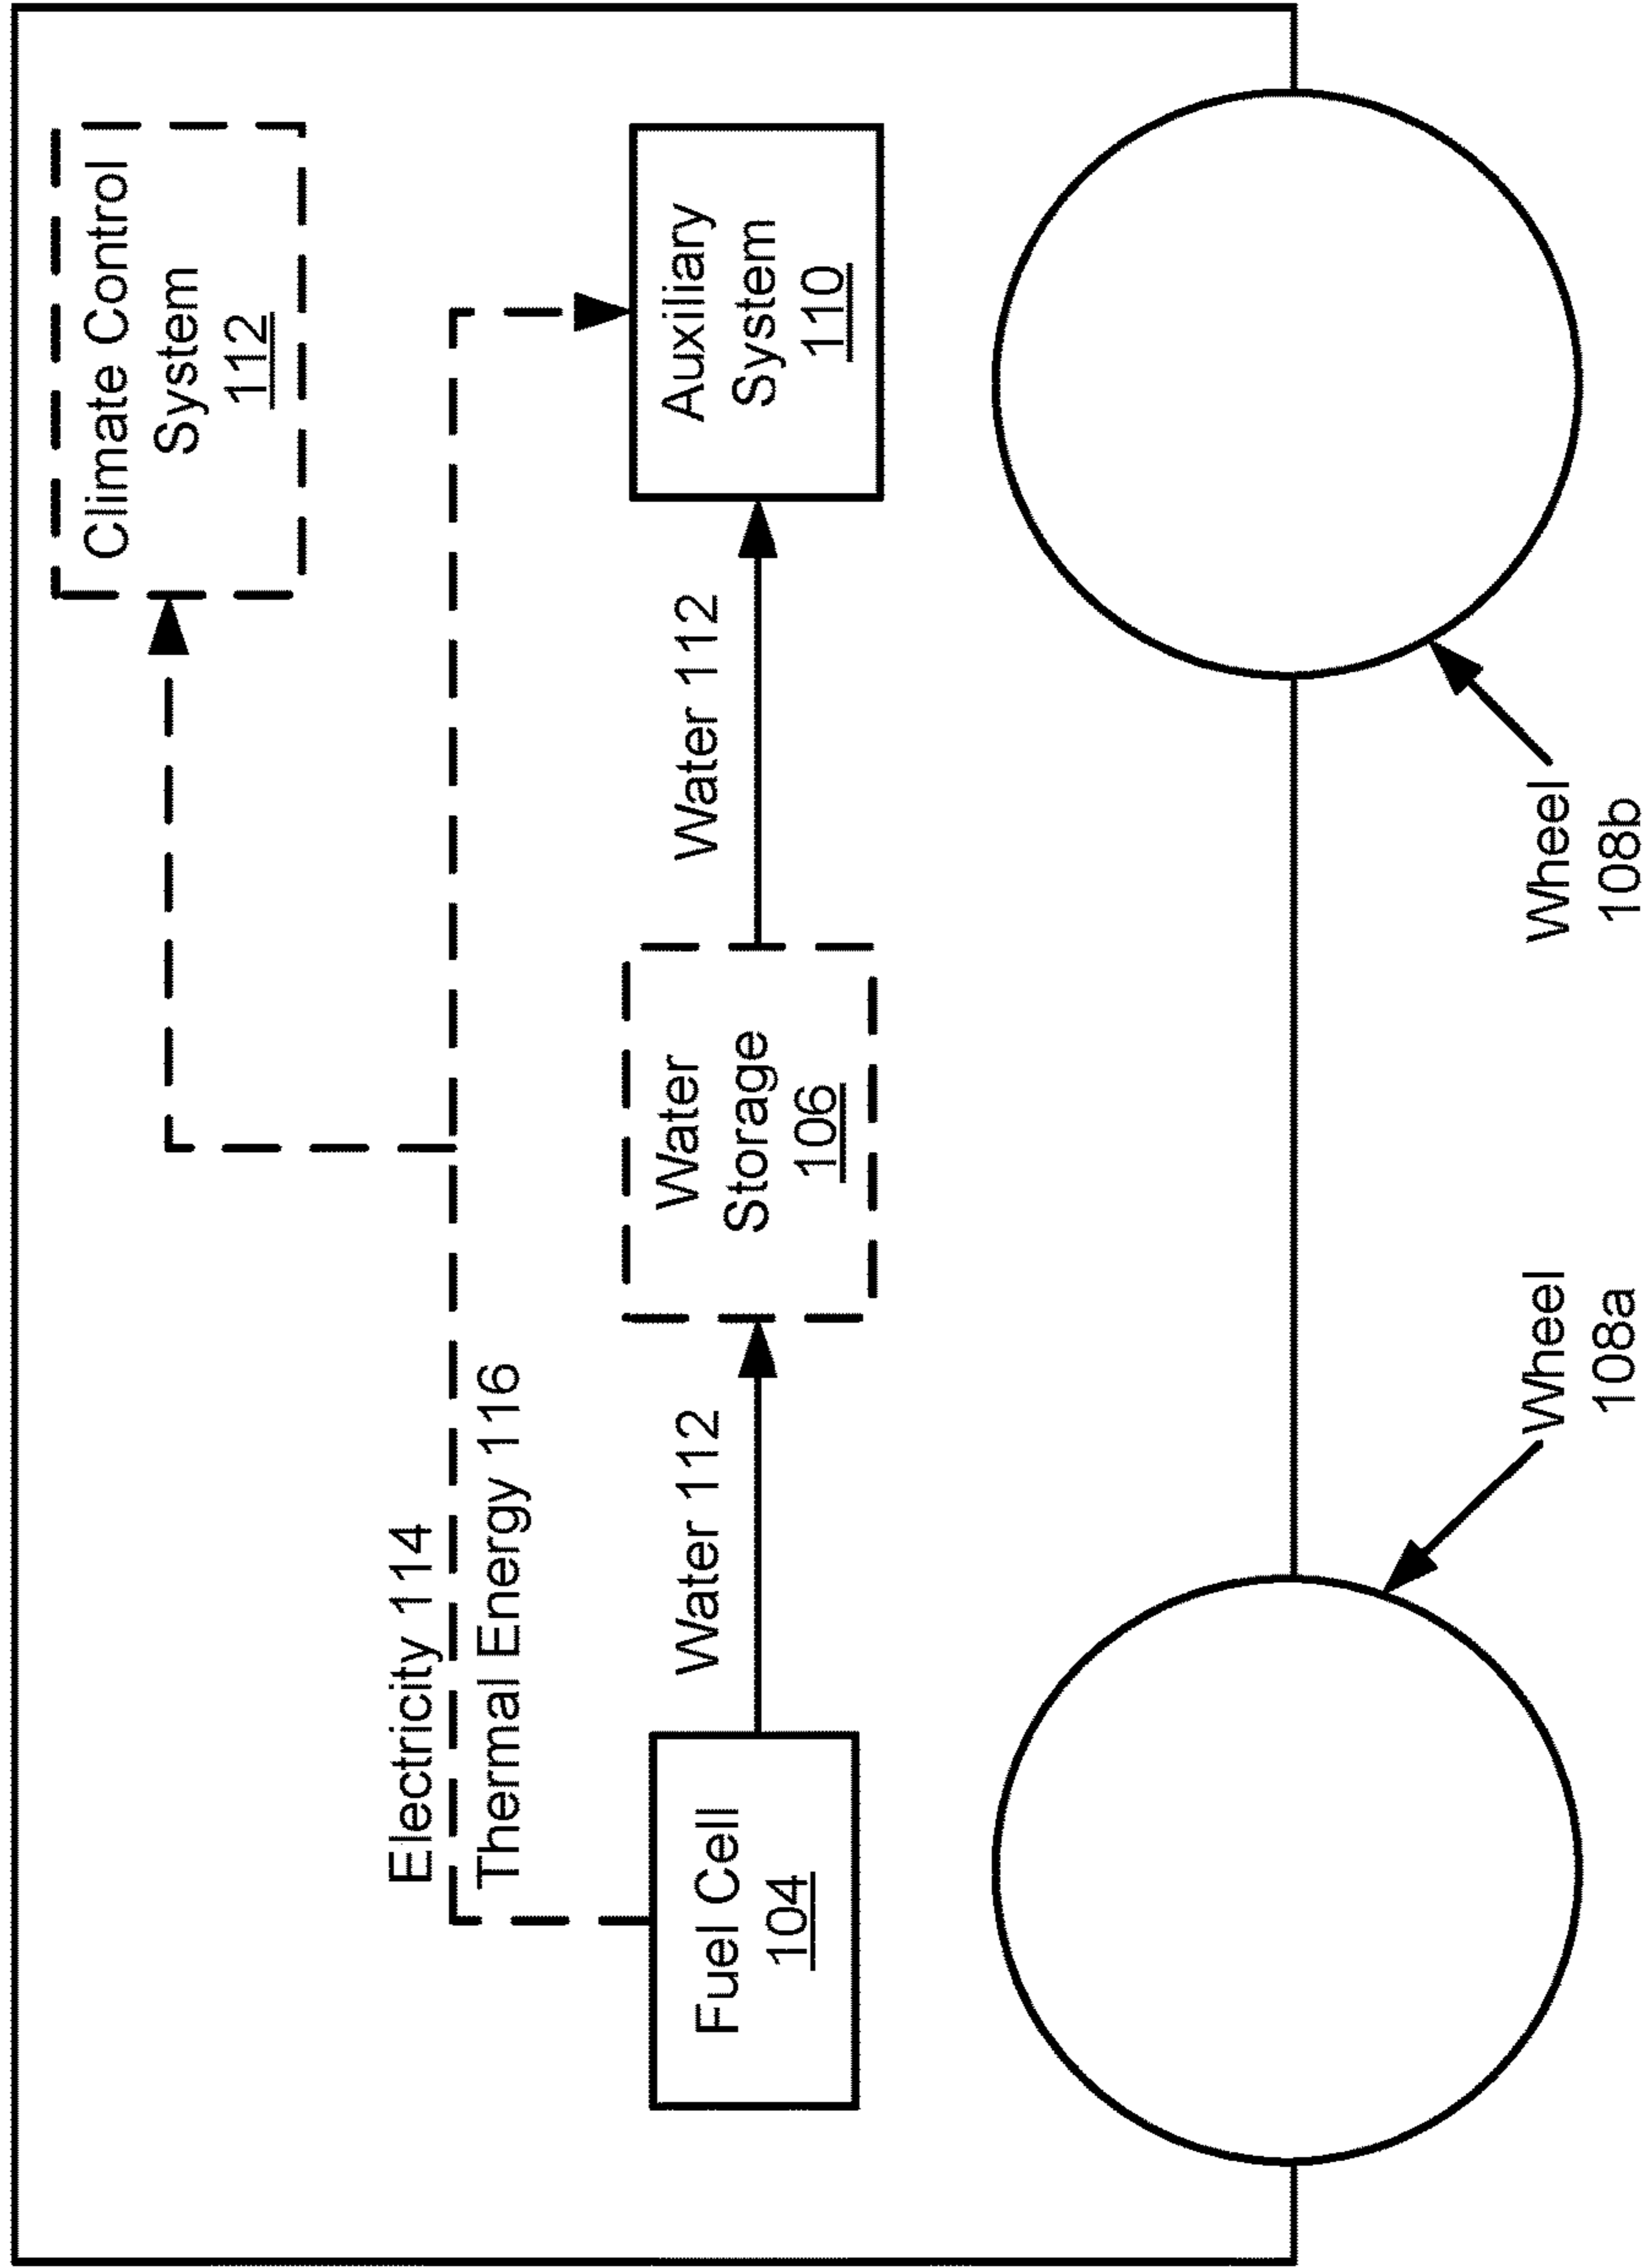 Climate Control
System
112
Electricity 114
Thermal Energy 116
Fuel Cell
104
Water 112
Water
Storage
106
Water 112
Auxiliary
System
110
Wheel
108a
Wheel
108b